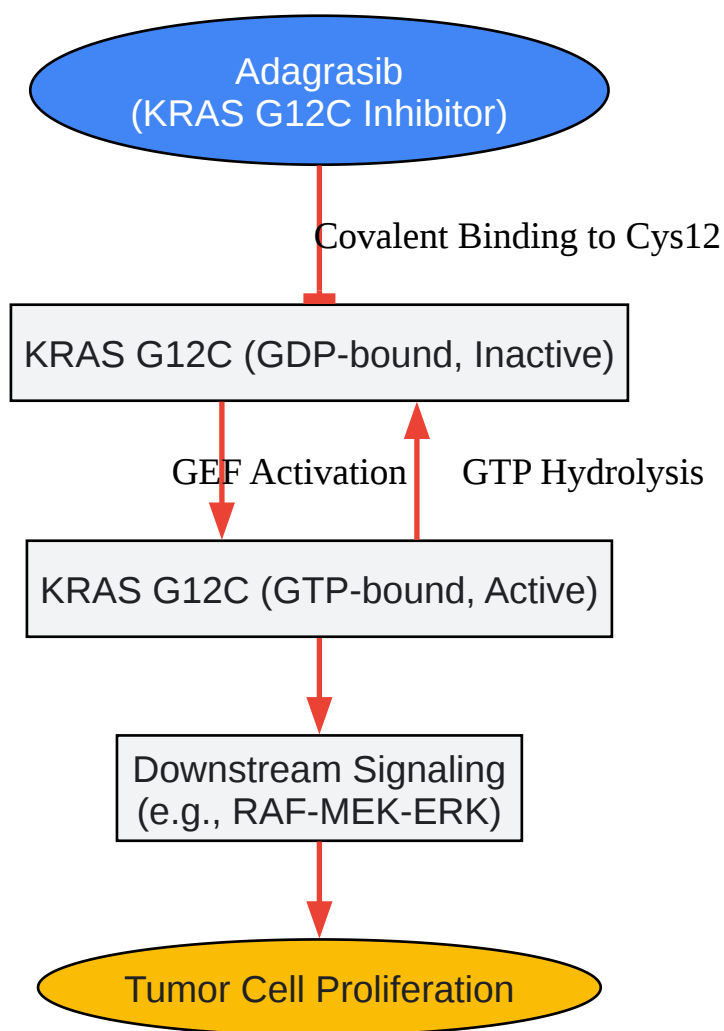 Adagrasib
(KRAS G12C Inhibitor)
Covalent Binding to Cys12
KRAS G12C (GDP-bound, Inactive)
GEF Activation
GTP Hydrolysis
KRAS G12C (GTP-bound, Active)
Downstream Signaling
(e.g., RAF-MEK-ERK)
Tumor Cell Proliferation